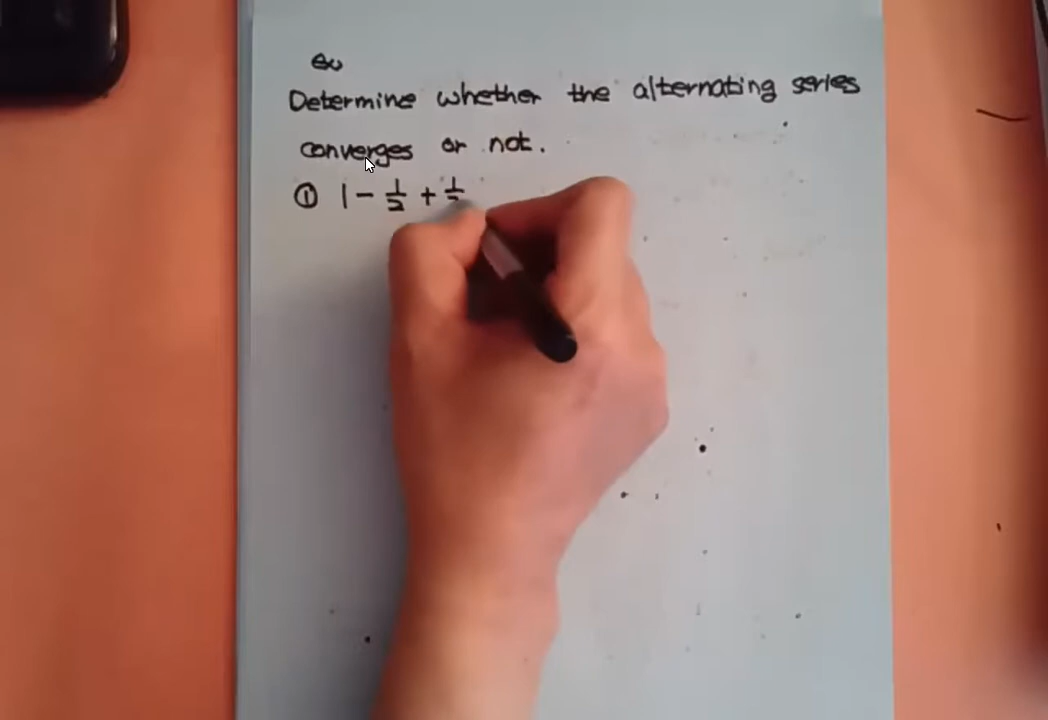 ex
Determine whether the alternating series
converges or not.
① 1 - 1/2 + 1/